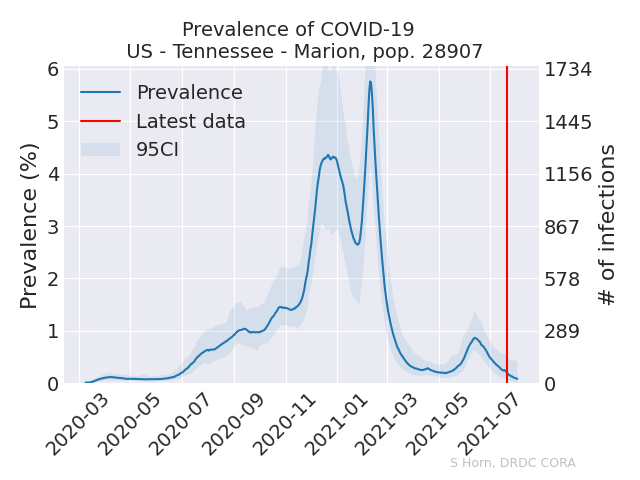 Prevalence of COVID-19
US - Tennessee - Marion, pop. 28907
Prevalence
Latest data
95CI
Prevalence (%)
6
5
4
3
2
1
0
1734
1445
1156
867
578
289
0
# of infections
2020-03
2020-05
2020-07
2020-09
2020-11
2021-01
2021-03
2021-05
2021-07
S Horn, DRDC CORA